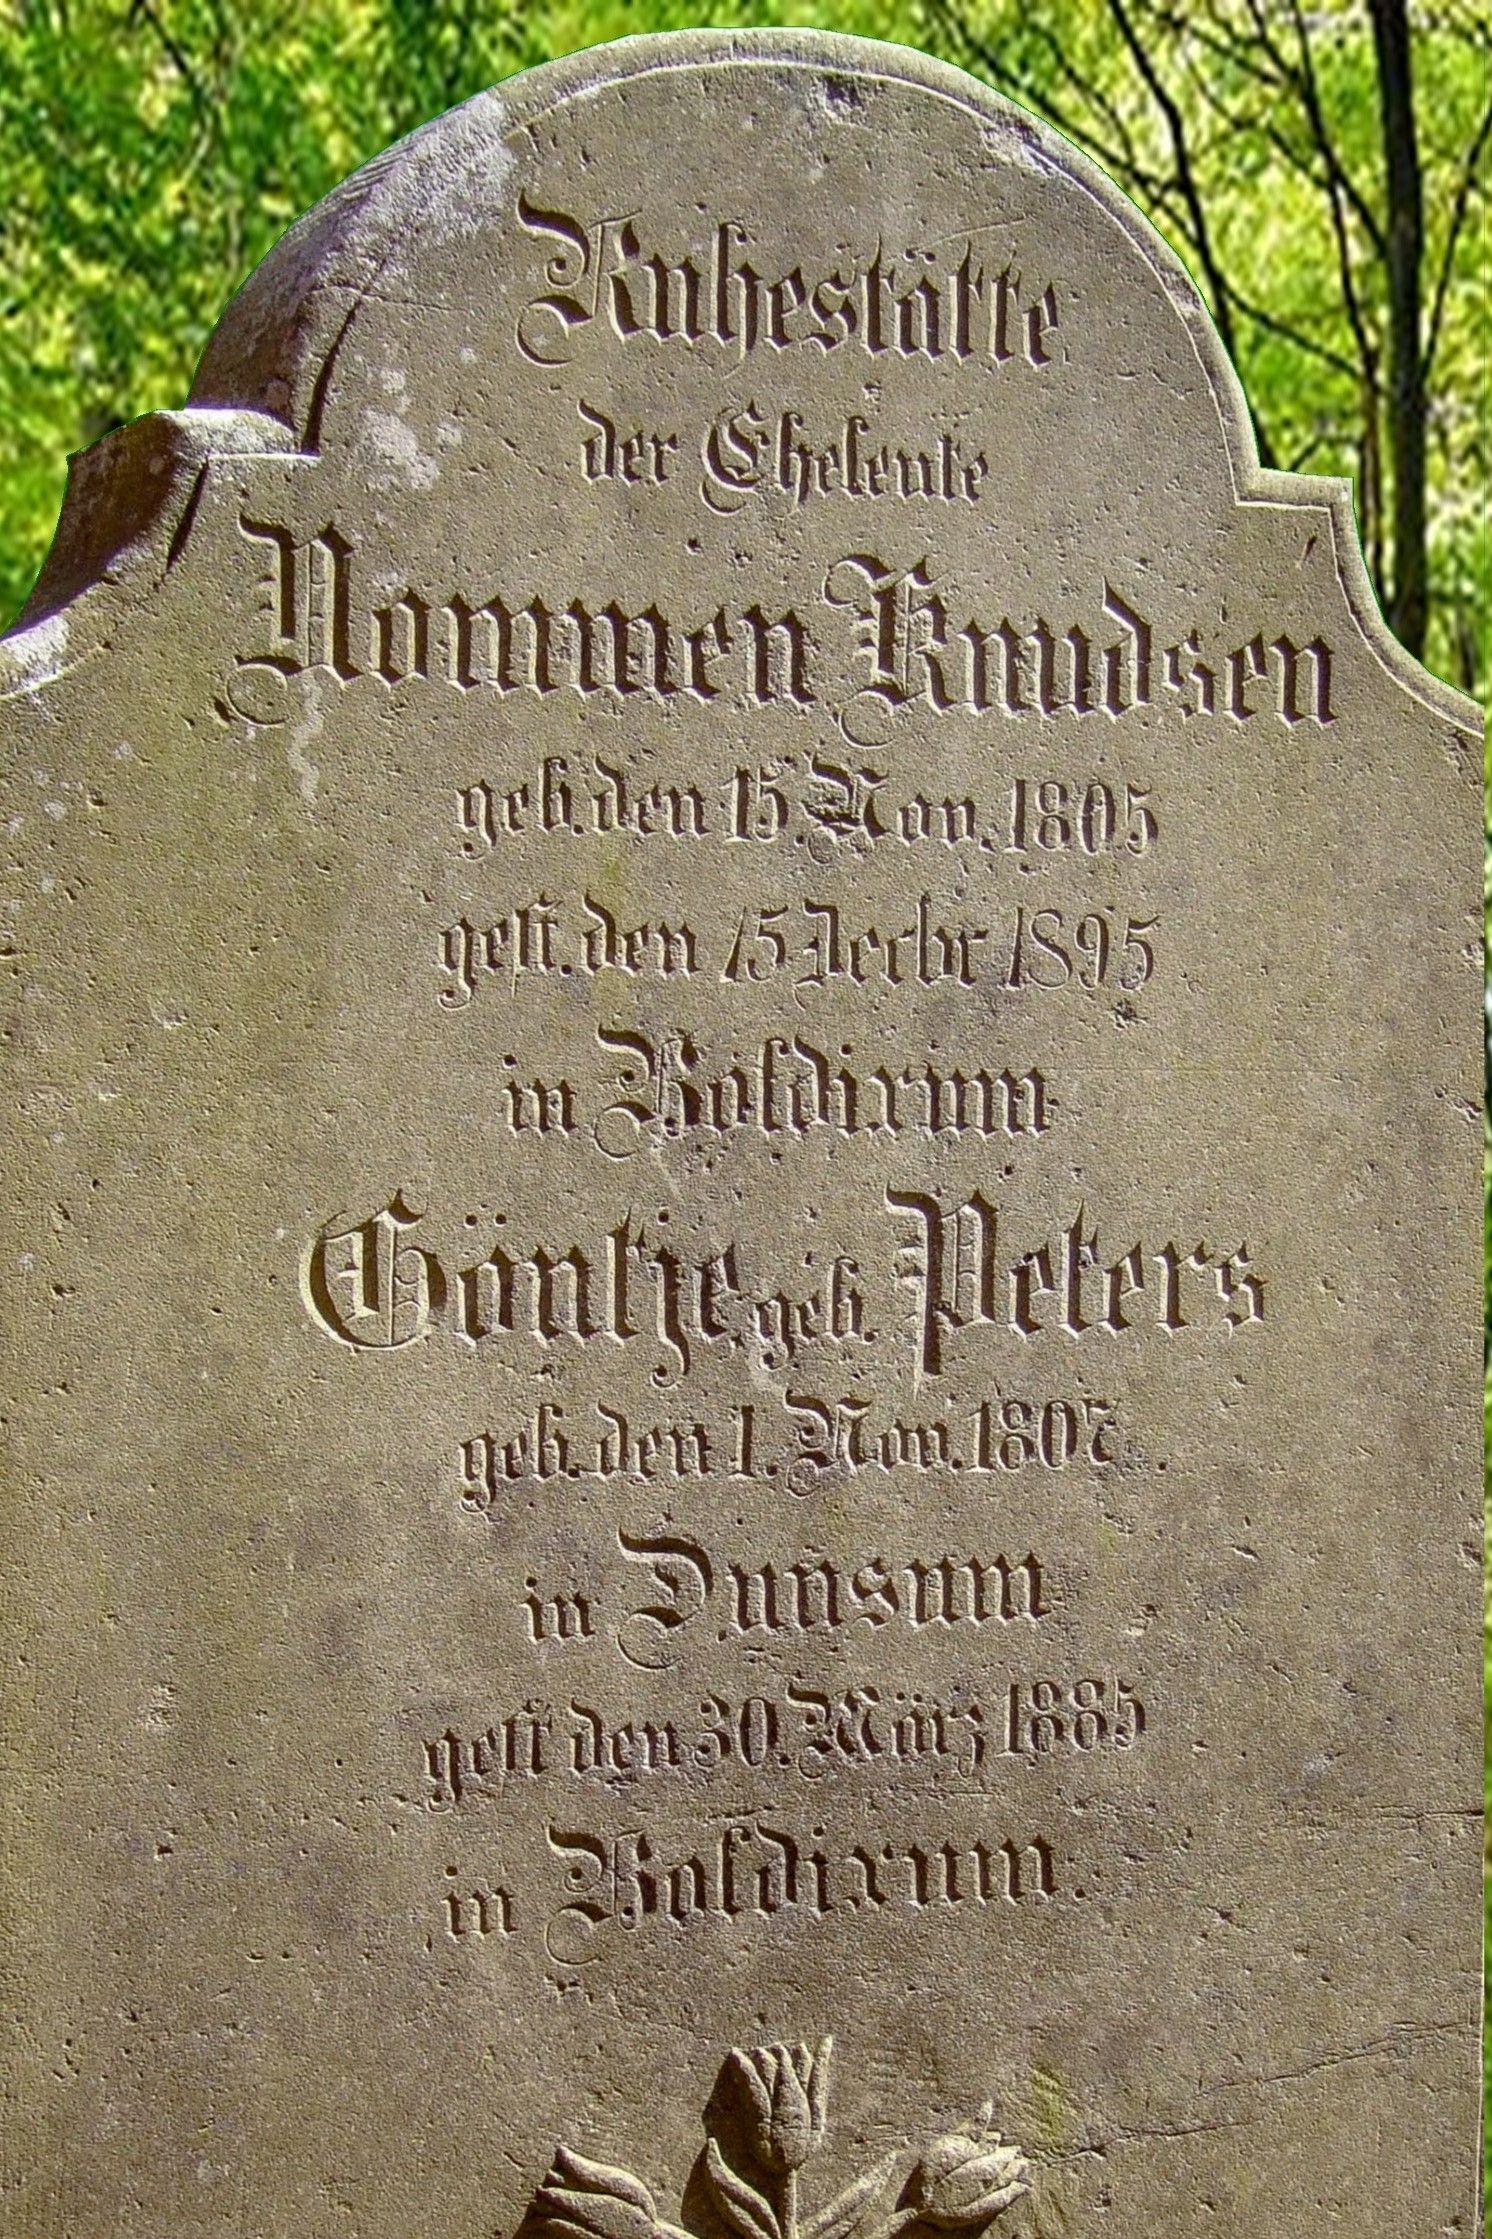 Ruhestätte
der Eheleute
Nommen Knudsen
geb. den 15. Nov. 1805
gest. den 15 Decbr 1895
in Boldixum
Göntje, geb. Peters
geb. den 1. Nov. 1807
in Dunsum
gest den 30. März 1885
in Boldixum.